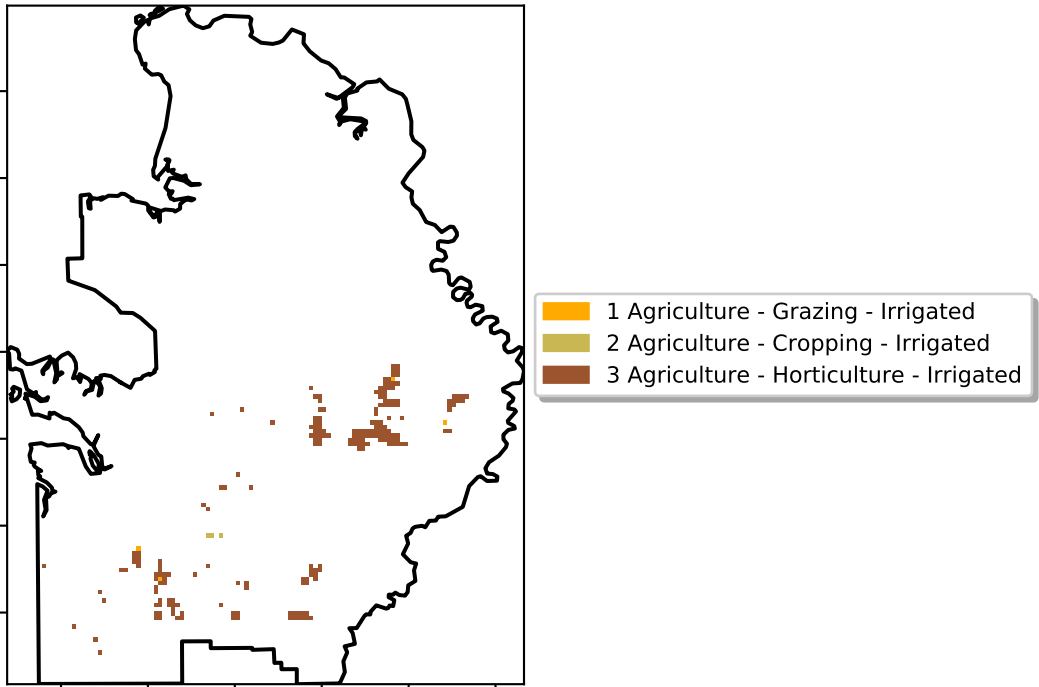 1 Agriculture - Grazing - Irrigated
2 Agriculture - Cropping - Irrigated
3 Agriculture - Horticulture - Irrigated